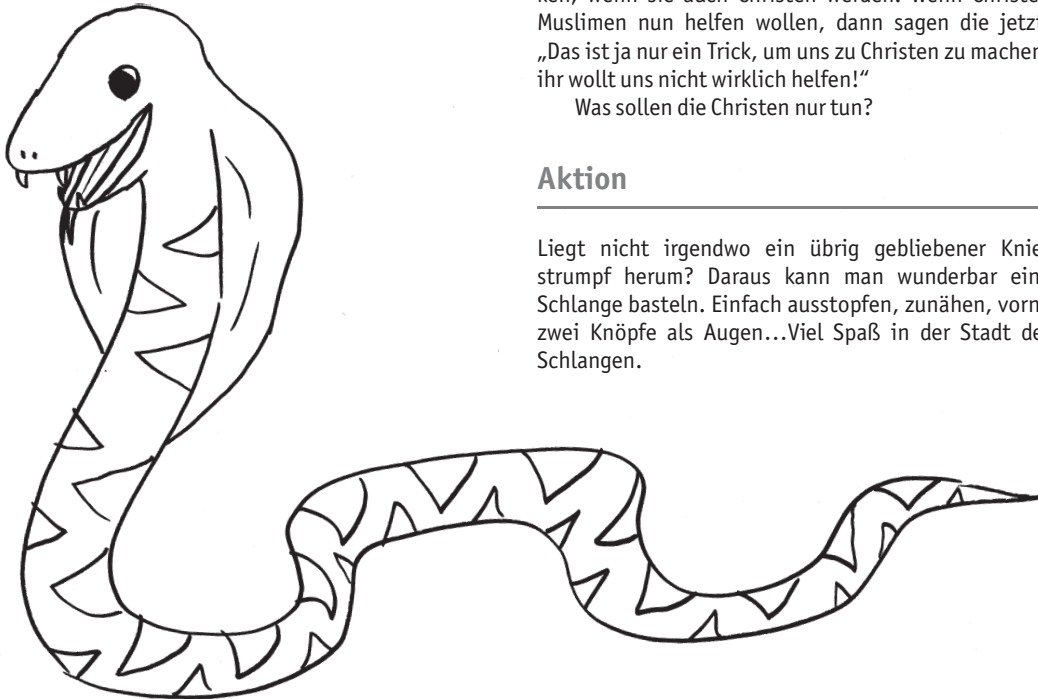 ken, wenn sie auch Christen werden. Wenn Christe
Muslimen nun helfen wollen, dann sagen die jetzt
„Das ist ja nur ein Trick, um uns zu Christen zu machen
ihr wollt uns nicht wirklich helfen!“
Was sollen die Christen nur tun?
Aktion
Liegt nicht irgendwo ein übrig gebliebener Knie
strumpf herum? Daraus kann man wunderbar ein
Schlange basteln. Einfach ausstopfen, zunähen, vorn
zwei Knöpfe als Augen...Viel Spaß in der Stadt de
Schlangen.